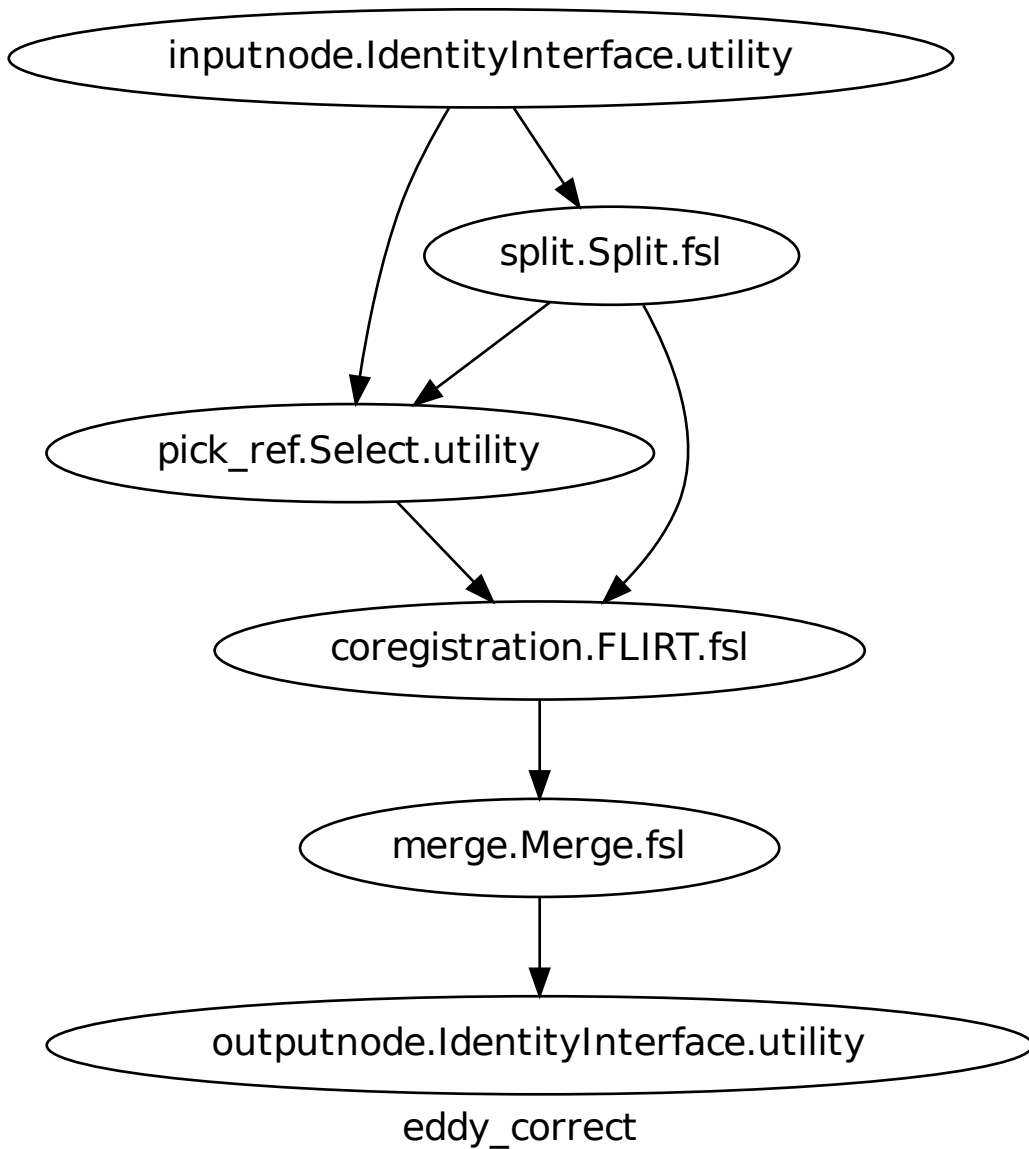 inputnode.IdentityInterface.utility
split.Split.fsl
pick_ref.Select.utility
coregistration.FLIRT.fsl
merge.Merge.fsl
outputnode.IdentityInterface.utility
eddy_correct